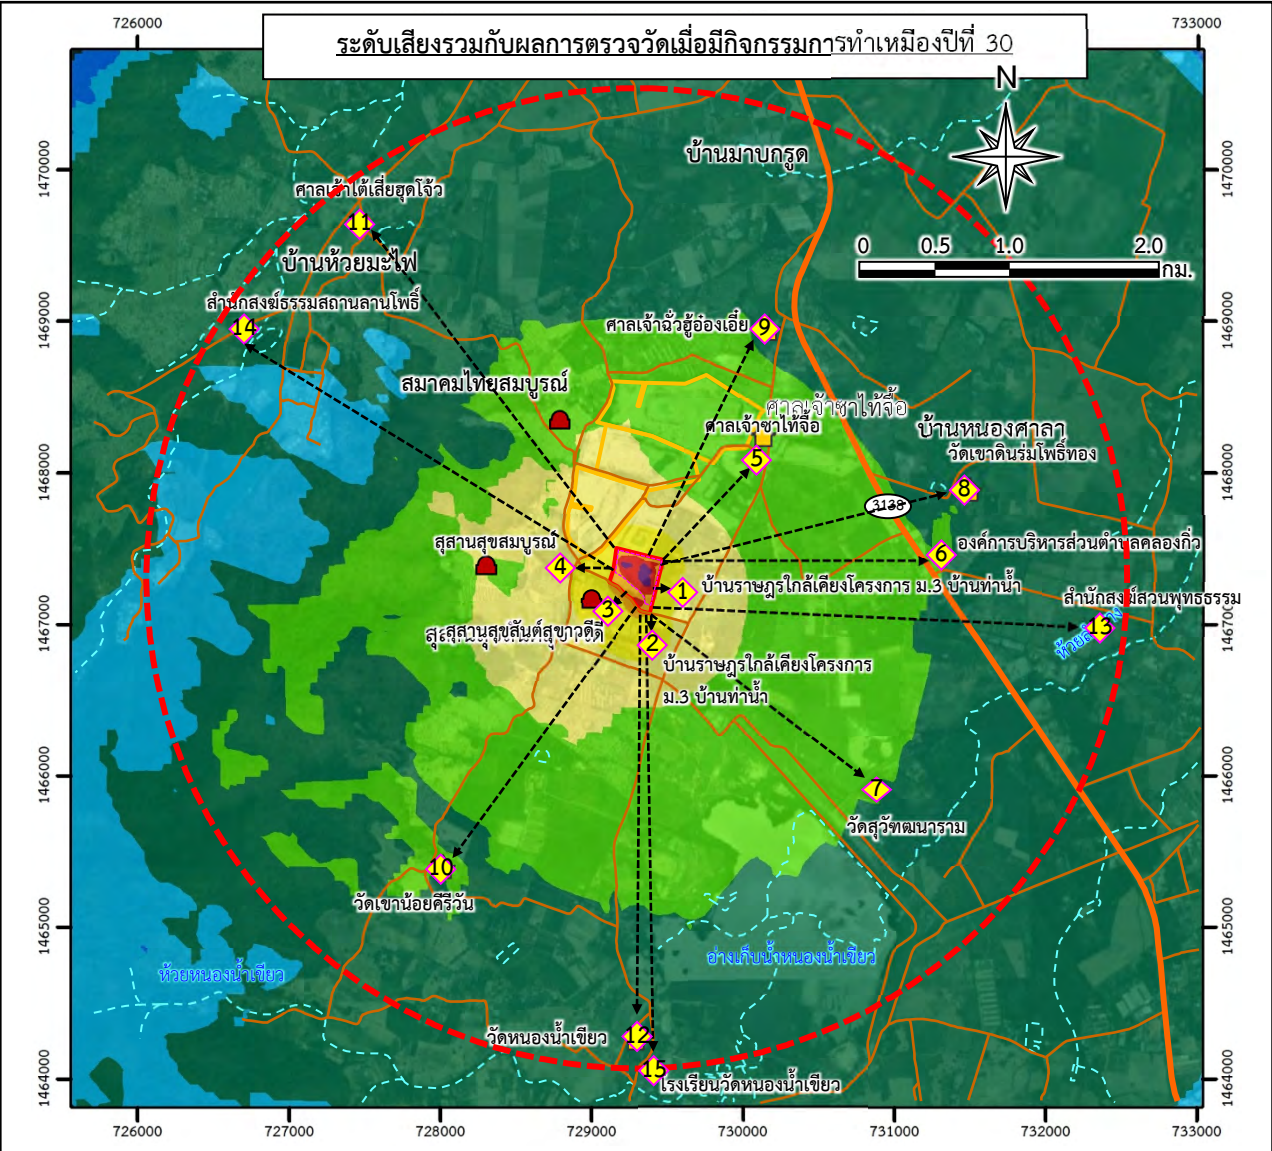 726000
733000
ระดับเสียงรวมกับผลการตรวจวัดเมื่อมีกิจกรรมการทำเหมืองปีที่ 30
N
บ้านมาบกรูด
1470000
1470000
ศาลเจ้าไต้เสี่ยฮุดโจ้ว
11
0 0.5 1.0 2.0
กม.
บ้านห้วยมะไฟ
สำนักสงฆ์ธรรมสถานลานโพธิ์
14
1469000
1469000
ศาลเจ้าฉั่วฮู้อ๋องเอี๋ย
9
สมาคมไทยสมบูรณ์
ศาลเจ้าซาไท้จื้อ
ศาลเจ้าซาไท้จื้อ
บ้านหนองศาลา
วัดเขาดินร่มโพธิ์ทอง
5
1468000
1468000
8
3138
สุสานสุขสมบูรณ์
องค์การบริหารส่วนตำบลคลองกิ่ว
6
4
บ้านราษฎรใกล้เคียงโครงการ ม.3 บ้านท่าน้ำ
1
สำนักสงฆ์สวนพุทธธรรม
3
1467000
1467000
13
สุสานสุขสันต์สุขาวดี
2
บ้านราษฎรใกล้เคียงโครงการ
ม.3 บ้านท่าน้ำ
1466000
1466000
7
วัดสุวัฑฒนาราม
10
วัดเขาน้อยคีรีวัน
1465000
1465000
อ่างเก็บน้ำหนองน้ำเขียว
ห้วยหนองน้ำเขียว
วัดหนองน้ำเขียว
12
15
โรงเรียนวัดหนองน้ำเขียว
1464000
1464000
726000 727000 728000 729000 730000 731000 732000 733000